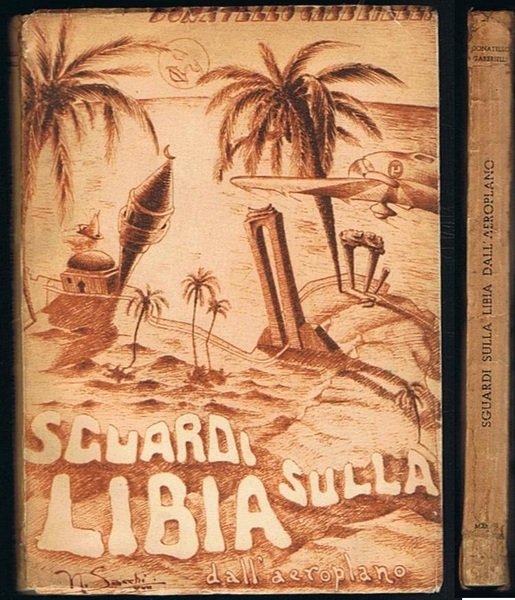 DONATELLO GABBRIELLI
SGUARDI
SULLA
LIBIA
dall'aeroplano
DONATELLO
GABBRIELLI
SGUARDI SULLA LIBIA DALL'AEROPLANO